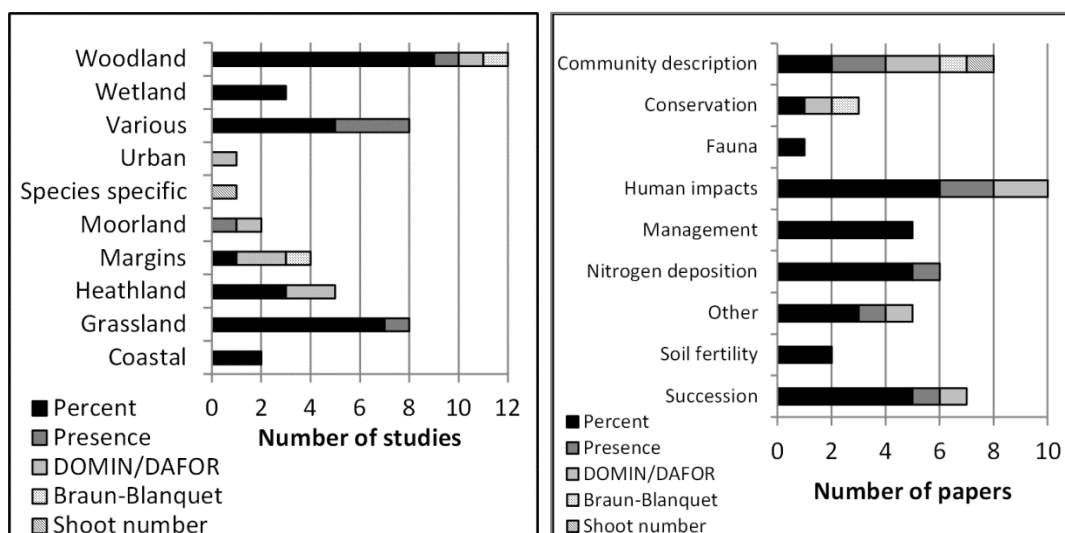 Woodland
Wetland
Various
Urban
Species specific
Moorland
Margins
Heathland
Grassland
Coastal
0 2 4 6 8 10 12
Number of studies
Percent
Presence
DOMIN/DAFOR
Braun-Blanquet
Shoot number
Community description
Conservation
Fauna
Human impacts
Management
Nitrogen deposition
Other
Soil fertility
Succession
0 2 4 6 8 10
Number of papers
Percent
Presence
DOMIN/DAFOR
Braun-Blanquet
Shoot number